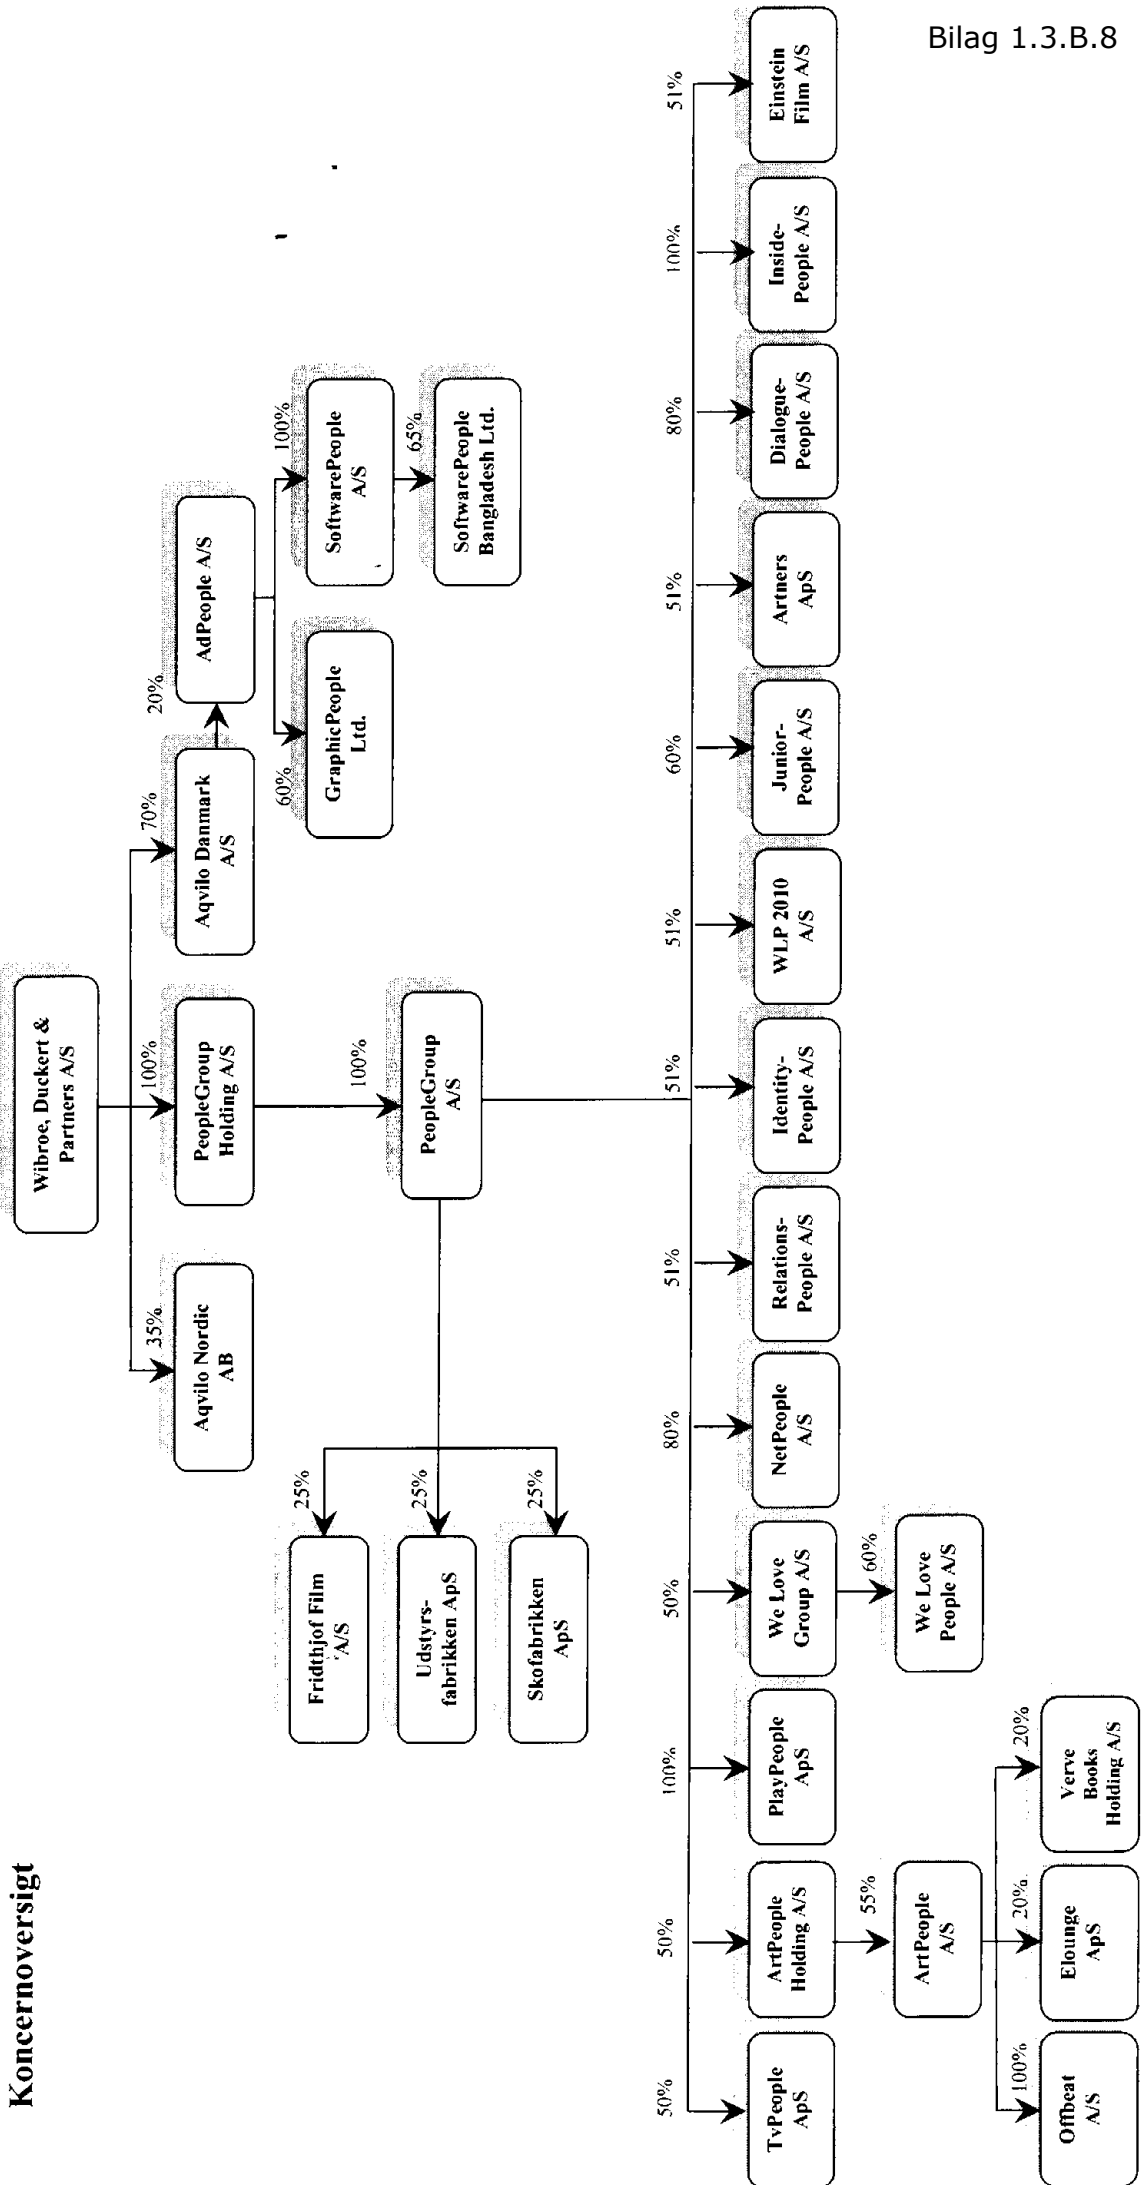 Bilag 1.3.B.8
Koncernoversigt
Wibroe, Duckert &
Partners A/S
35%
100%
70%
Aqvilo Nordic
AB
PeopleGroup
Holding A/S
Aqvilo Danmark
A/S
20%
AdPeople A/S
60%
100%
GraphicPeople
Ltd.
SoftwarePeople
A/S
65%
SoftwarePeople
Bangladesh Ltd.
100%
PeopleGroup
A/S
25%
Fridthjof Film
A/S
25%
Udstyrs-
fabrikken ApS
25%
Skofabrikken
ApS
50%
50%
100%
50%
80%
51%
51%
51%
60%
51%
80%
100%
51%
TvPeople
ApS
ArtPeople
Holding A/S
PlayPeople
ApS
We Love
Group A/S
NetPeople
A/S
Relations-
People A/S
Identity-
People A/S
WLP 2010
A/S
Junior-
People A/S
Artners
ApS
Dialogue-
People A/S
Inside-
People A/S
Einstein
Film A/S
55%
60%
ArtPeople
A/S
We Love
People A/S
100%
20%
20%
Offbeat
A/S
Elounge
ApS
Verve
Books
Holding A/S